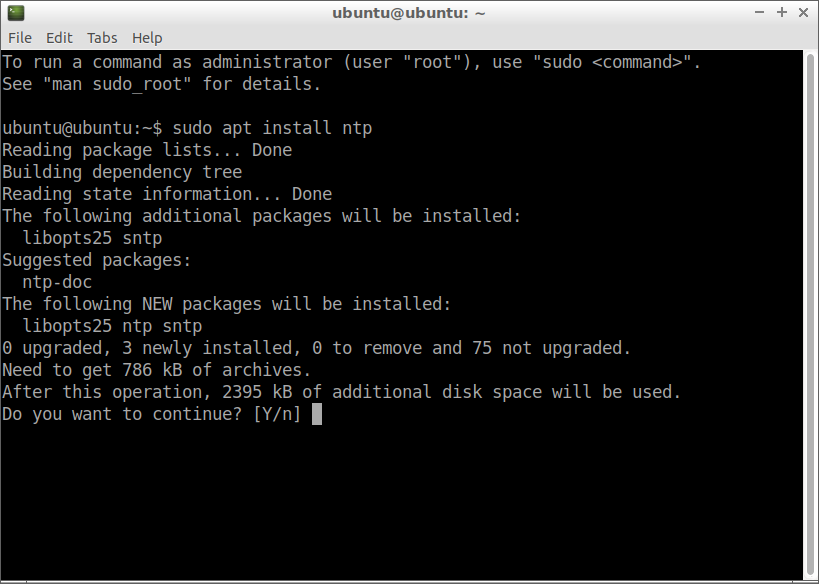 ubuntu@ubuntu: ~
File Edit Tabs Help
To run a command as administrator (user "root"), use "sudo <command>".
See "man sudo_root" for details.
ubuntu@ubuntu:~$ sudo apt install ntp
Reading package lists... Done
Building dependency tree
Reading state information... Done
The following additional packages will be installed:
  libopts25 sntp
Suggested packages:
  ntp-doc
The following NEW packages will be installed:
  libopts25 ntp sntp
0 upgraded, 3 newly installed, 0 to remove and 75 not upgraded.
Need to get 786 kB of archives.
After this operation, 2395 kB of additional disk space will be used.
Do you want to continue? [Y/n]